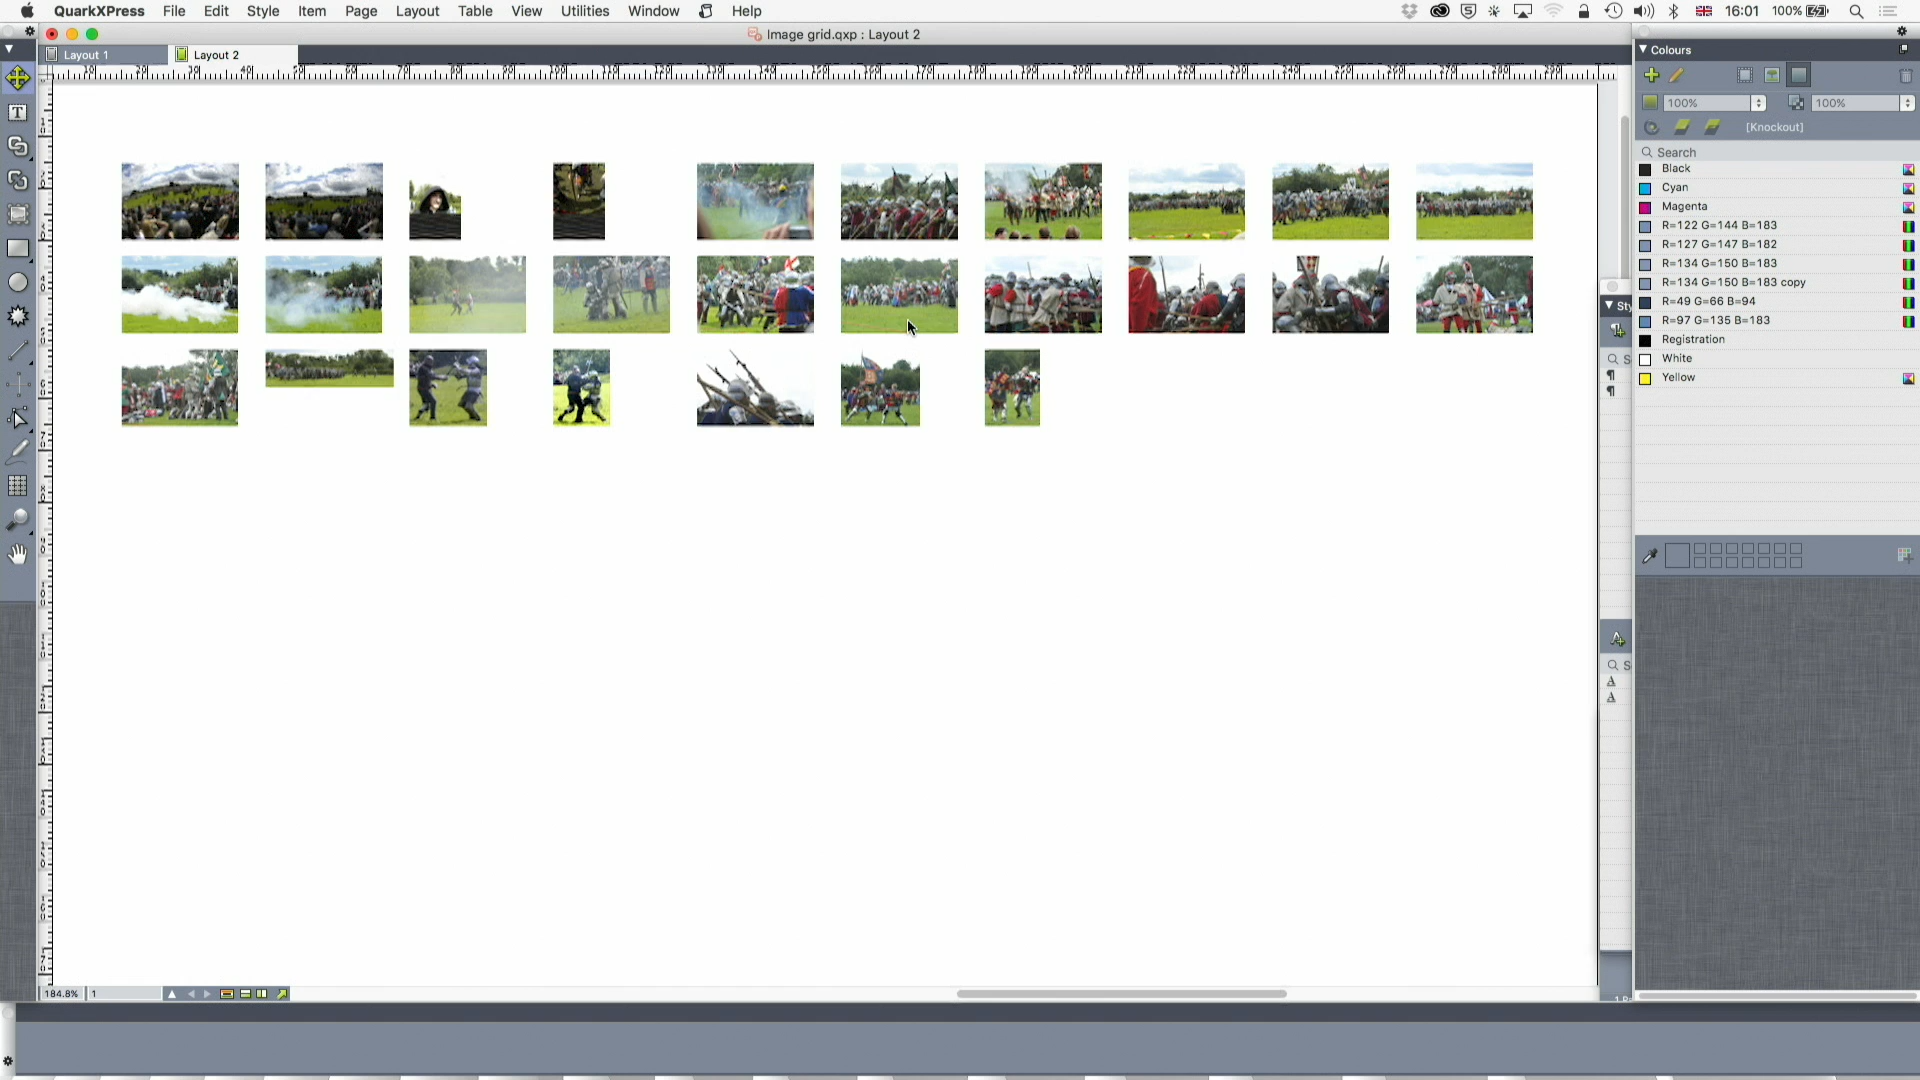 QuarkXPress File Edit Style Item Page Layout Table View Utilities Window Help 16:01 100%
Image grid.qxp : Layout 2
Layout 1 Layout 2
Colours
100% 100%
[Knockout]
Search
Black
Cyan
Magenta
R=122 G=144 B=183
R=127 G=147 B=182
R=134 G=150 B=183
R=134 G=150 B=183 copy
R=49 G=66 B=94
R=97 G=135 B=183
Registration
White
Yellow
Sty
S
S
184.8% 1